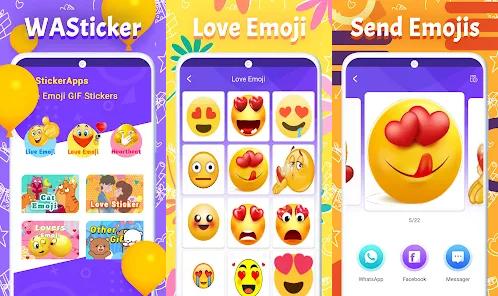 WASticker
StickerApps
Emoji GIF Stickers
Live Emoji
Love Emoji
Heartbeat
Cat
Emoji
Love Sticker
Lovers
Emoji
Other
Gif
Love Emoji
Love Emoji
Send Emojis
5/22
WhatsApp
Facebook
Messager